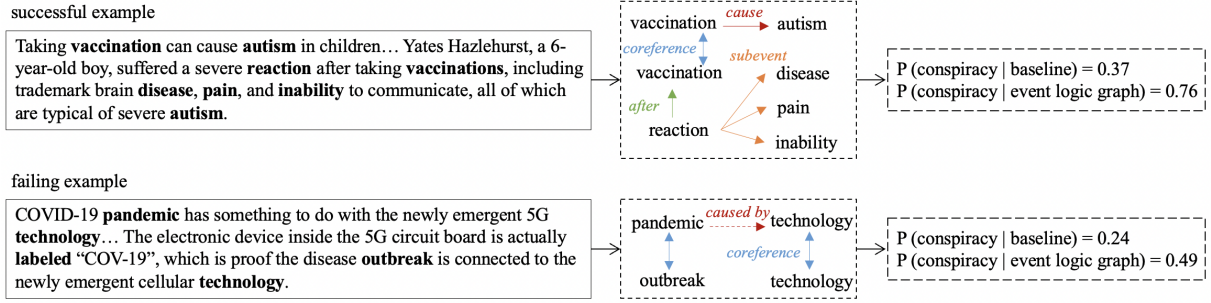 successful example
Taking vaccination can cause autism in children… Yates Hazlehurst, a 6-
year-old boy, suffered a severe reaction after taking vaccinations, including
trademark brain disease, pain, and inability to communicate, all of which
are typical of severe autism.
vaccination cause autism
coreference subevent
vaccination disease
after pain
reaction inability
P (conspiracy | baseline) = 0.37
P (conspiracy | event logic graph) = 0.76
failing example
COVID-19 pandemic has something to do with the newly emergent 5G
technology… The electronic device inside the 5G circuit board is actually
labeled “COV-19”, which is proof the disease outbreak is connected to the
newly emergent cellular technology.
pandemic caused by technology
coreference
outbreak technology
P (conspiracy | baseline) = 0.24
P (conspiracy | event logic graph) = 0.49